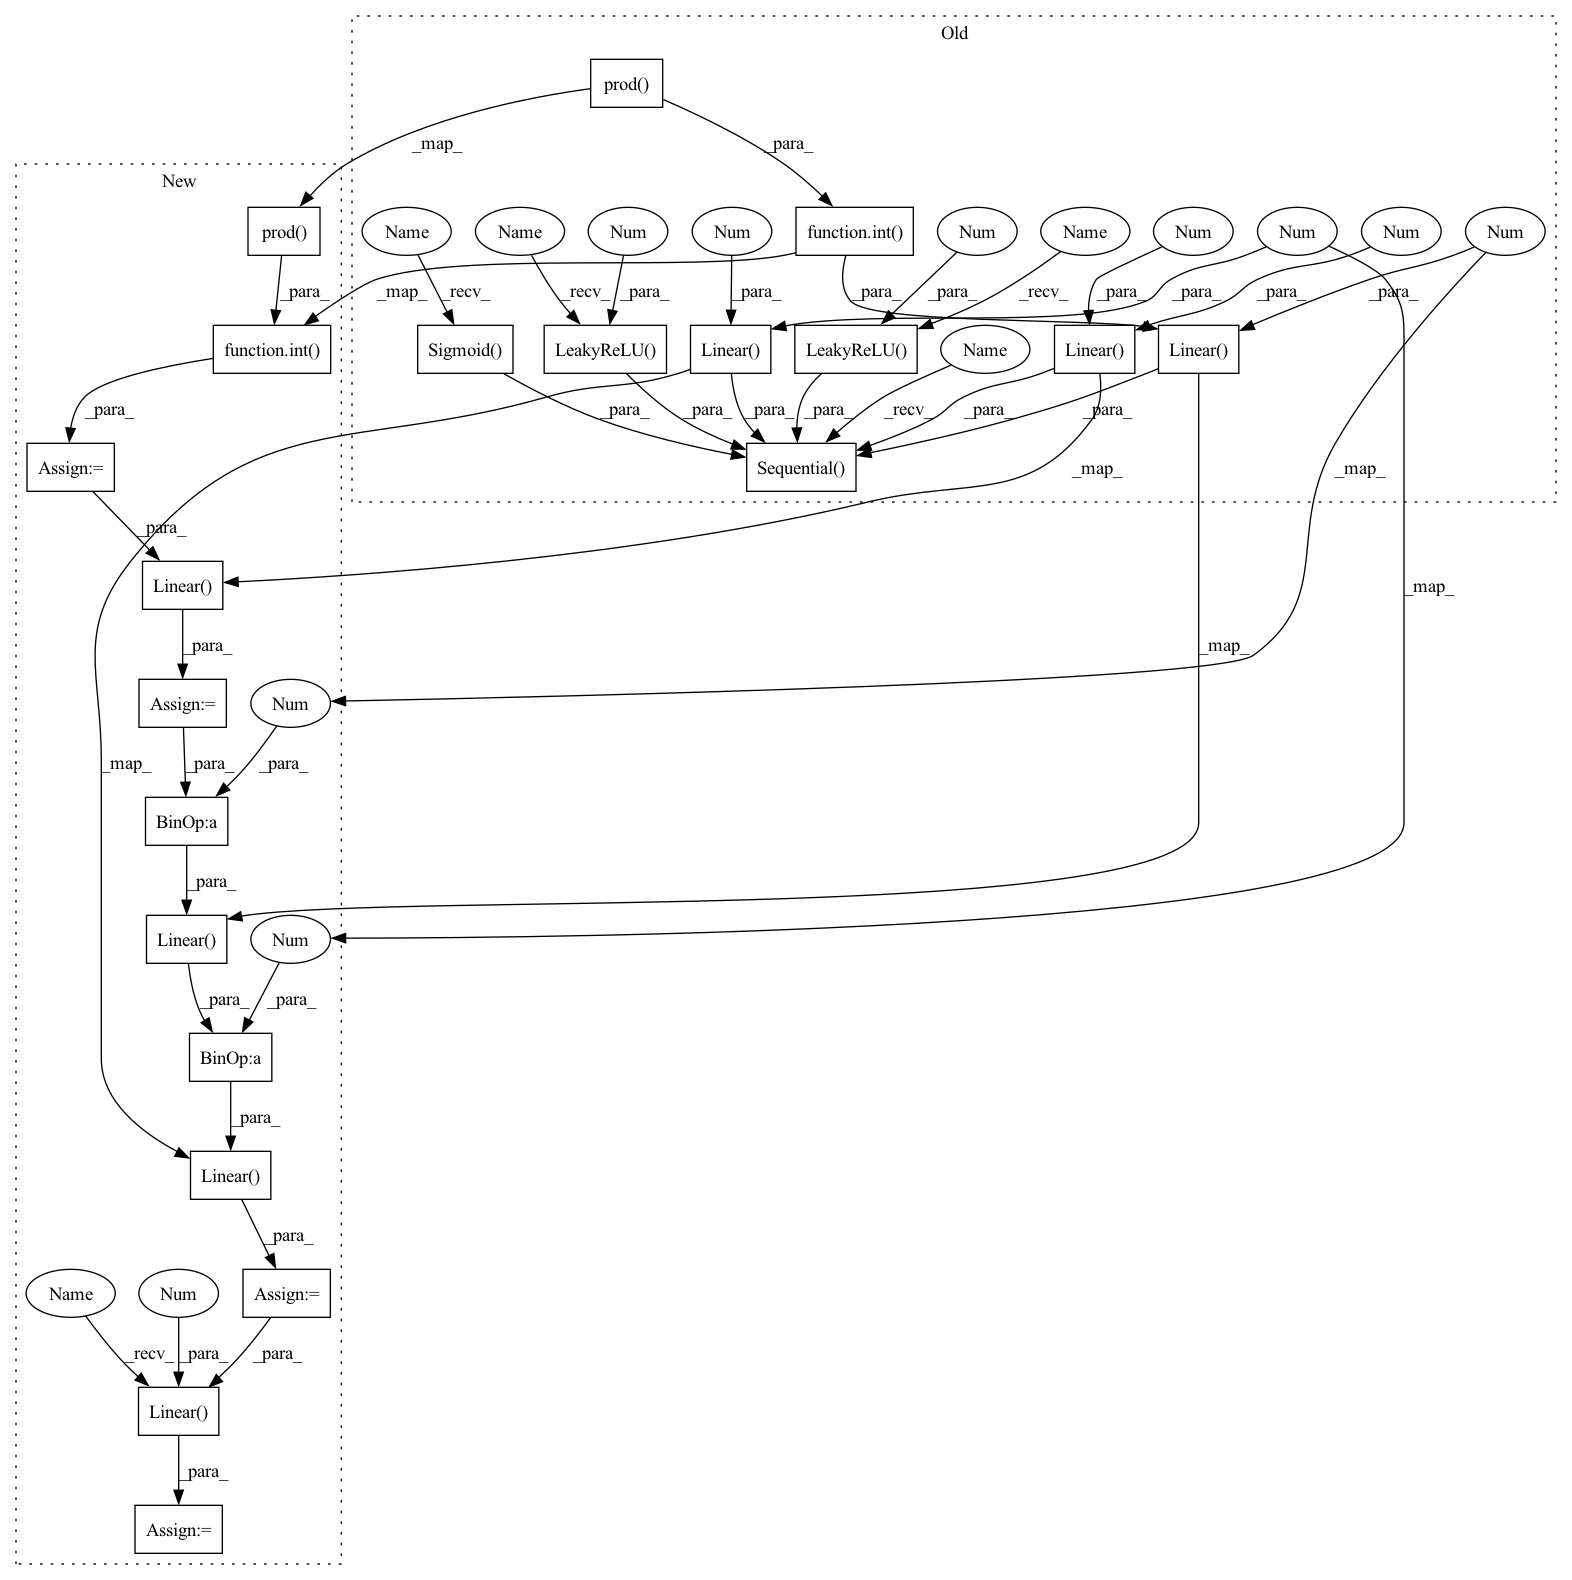 Old
prod()
_map_
_para_
New
prod()
Name
Name
Num
Num
function.int()
Num
Name
Num
Num
Num
Num
_para_
_map_
_recv_
_recv_
_para_
_para_
_para_
_para_
_recv_
_para_
_para_
_para_
_para_
function.int()
Sigmoid()
LeakyReLU()
Linear()
LeakyReLU()
Name
Linear()
Linear()
_para_
_para_
_para_
_para_
_para_
_recv_
_para_
_para_
Assign:=
Sequential()
_map_
_map_
_para_
Linear()
_map_
_para_
_map_
Assign:=
Num
_map_
_para_
_para_
BinOp:a
_para_
Linear()
Num
_para_
_para_
BinOp:a
_para_
Linear()
_para_
Name
Num
Assign:=
_recv_
_para_
_para_
Linear()
_para_
Assign:=